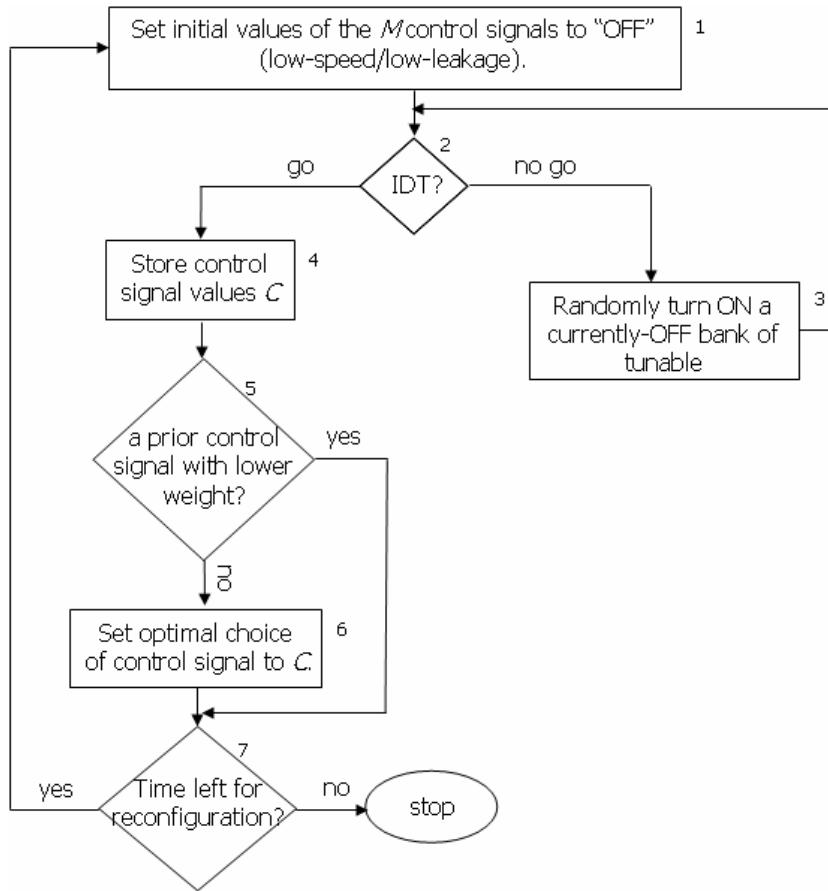 Set initial values of the M control signals to “OFF”
(low-speed/low-leakage).
1
2
IDT?
go
no go
Store control
signal values C
4
Randomly turn ON a
currently-OFF bank of
tunable
3
5
a prior control
signal with lower
weight?
yes
no
Set optimal choice
of control signal to C.
6
7
Time left for
reconfiguration?
yes
no
stop